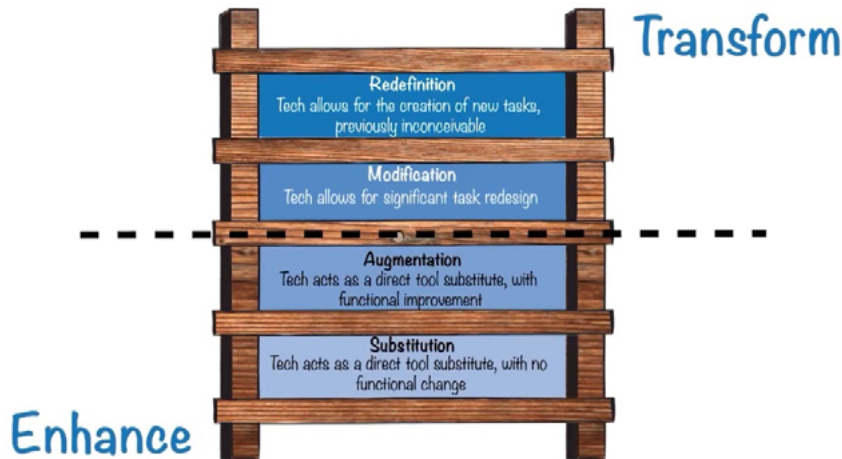 Transform
Redefinition
Tech allows for the creation of new tasks,
previously inconceivable
Modification
Tech allows for significant task redesign
Augmentation
Tech acts as a direct tool substitute, with
functional improvement
Substitution
Tech acts as a direct tool substitute, with no
functional change
Enhance